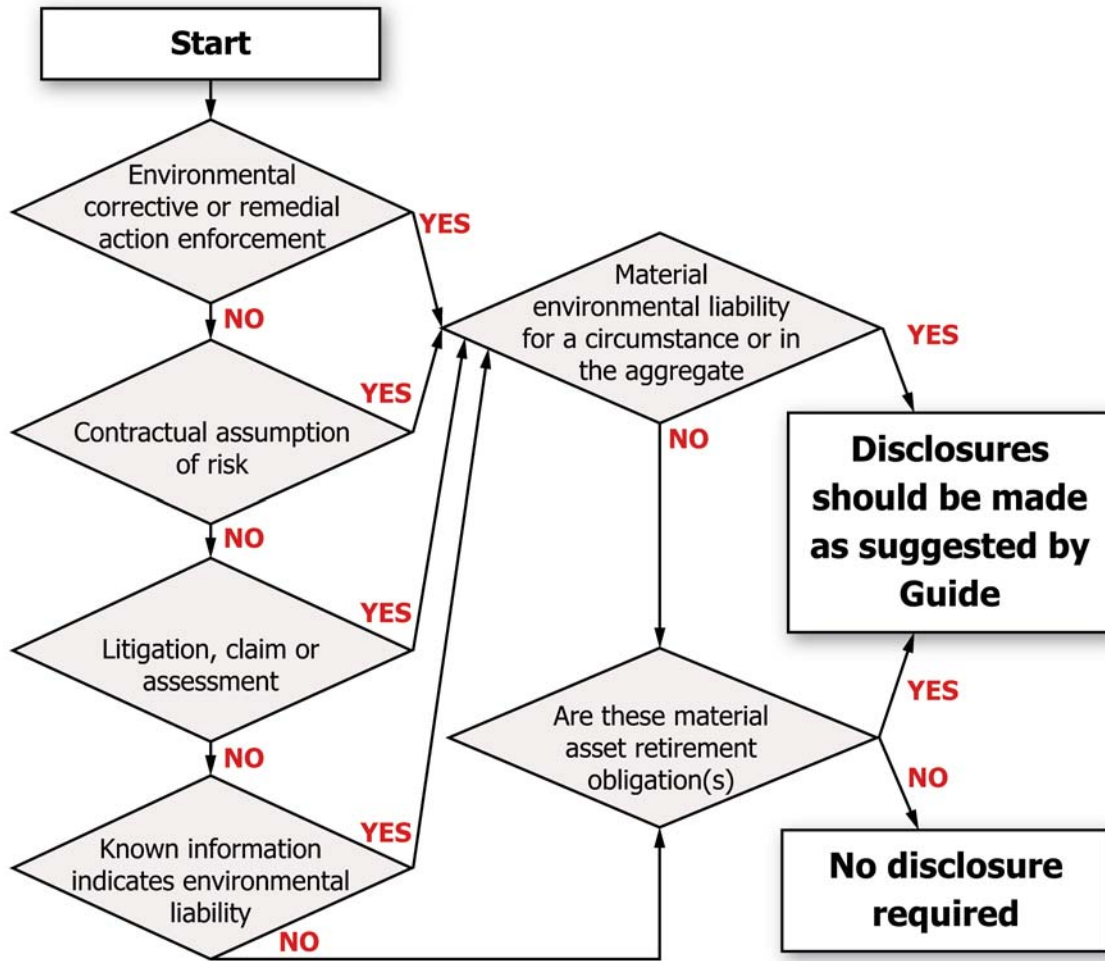 Start
Environmental
corrective or remedial
action enforcement
YES
NO
Contractual assumption
of risk
YES
NO
Litigation, claim or
assessment
YES
NO
Known information
indicates environmental
liability
YES
NO
Material
environmental liability
for a circumstance or in
the aggregate
YES
NO
Disclosures
should be made
as suggested by
Guide
Are these material
asset retirement
obligation(s)
YES
NO
No disclosure
required